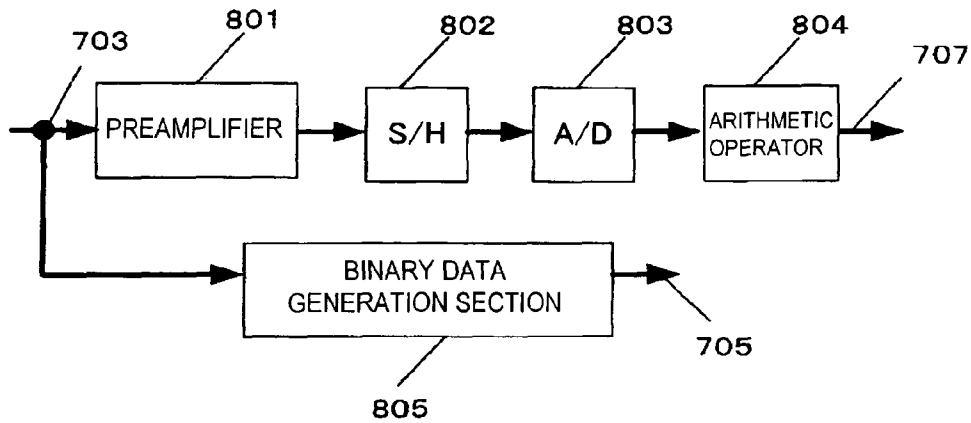 703
801
802
803
804
707
PREAMPLIFIER
S/H
A/D
ARITHMETIC
OPERATOR
BINARY DATA
GENERATION SECTION
705
805